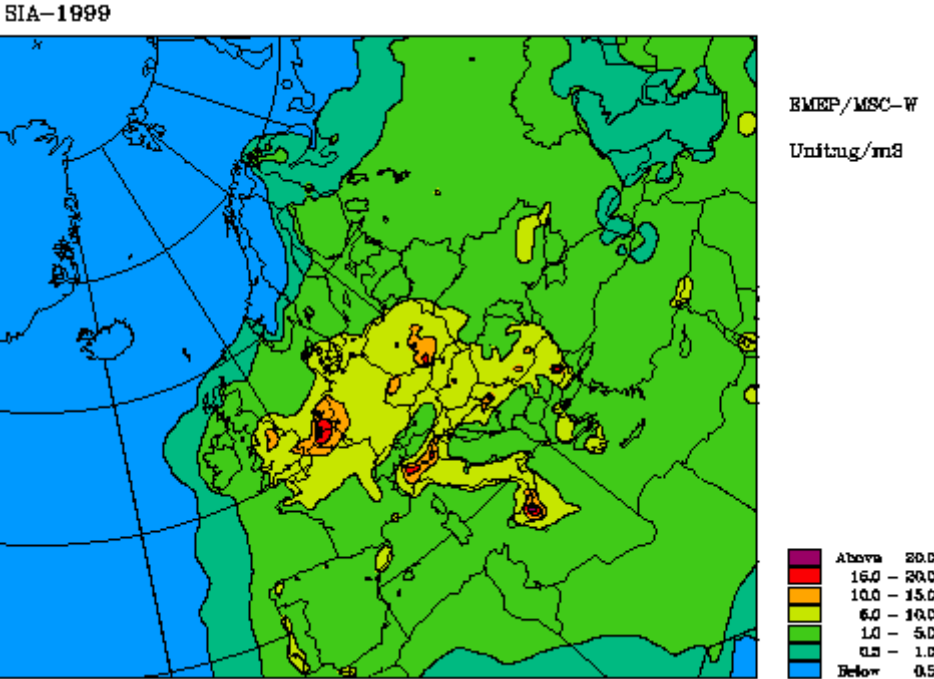 SIA-1999
EMEP/MSC-W
Unit:ug/m3
Above 20.0
15.0 - 20.0
10.0 - 15.0
5.0 - 10.0
1.0 - 5.0
0.5 - 1.0
Below 0.5